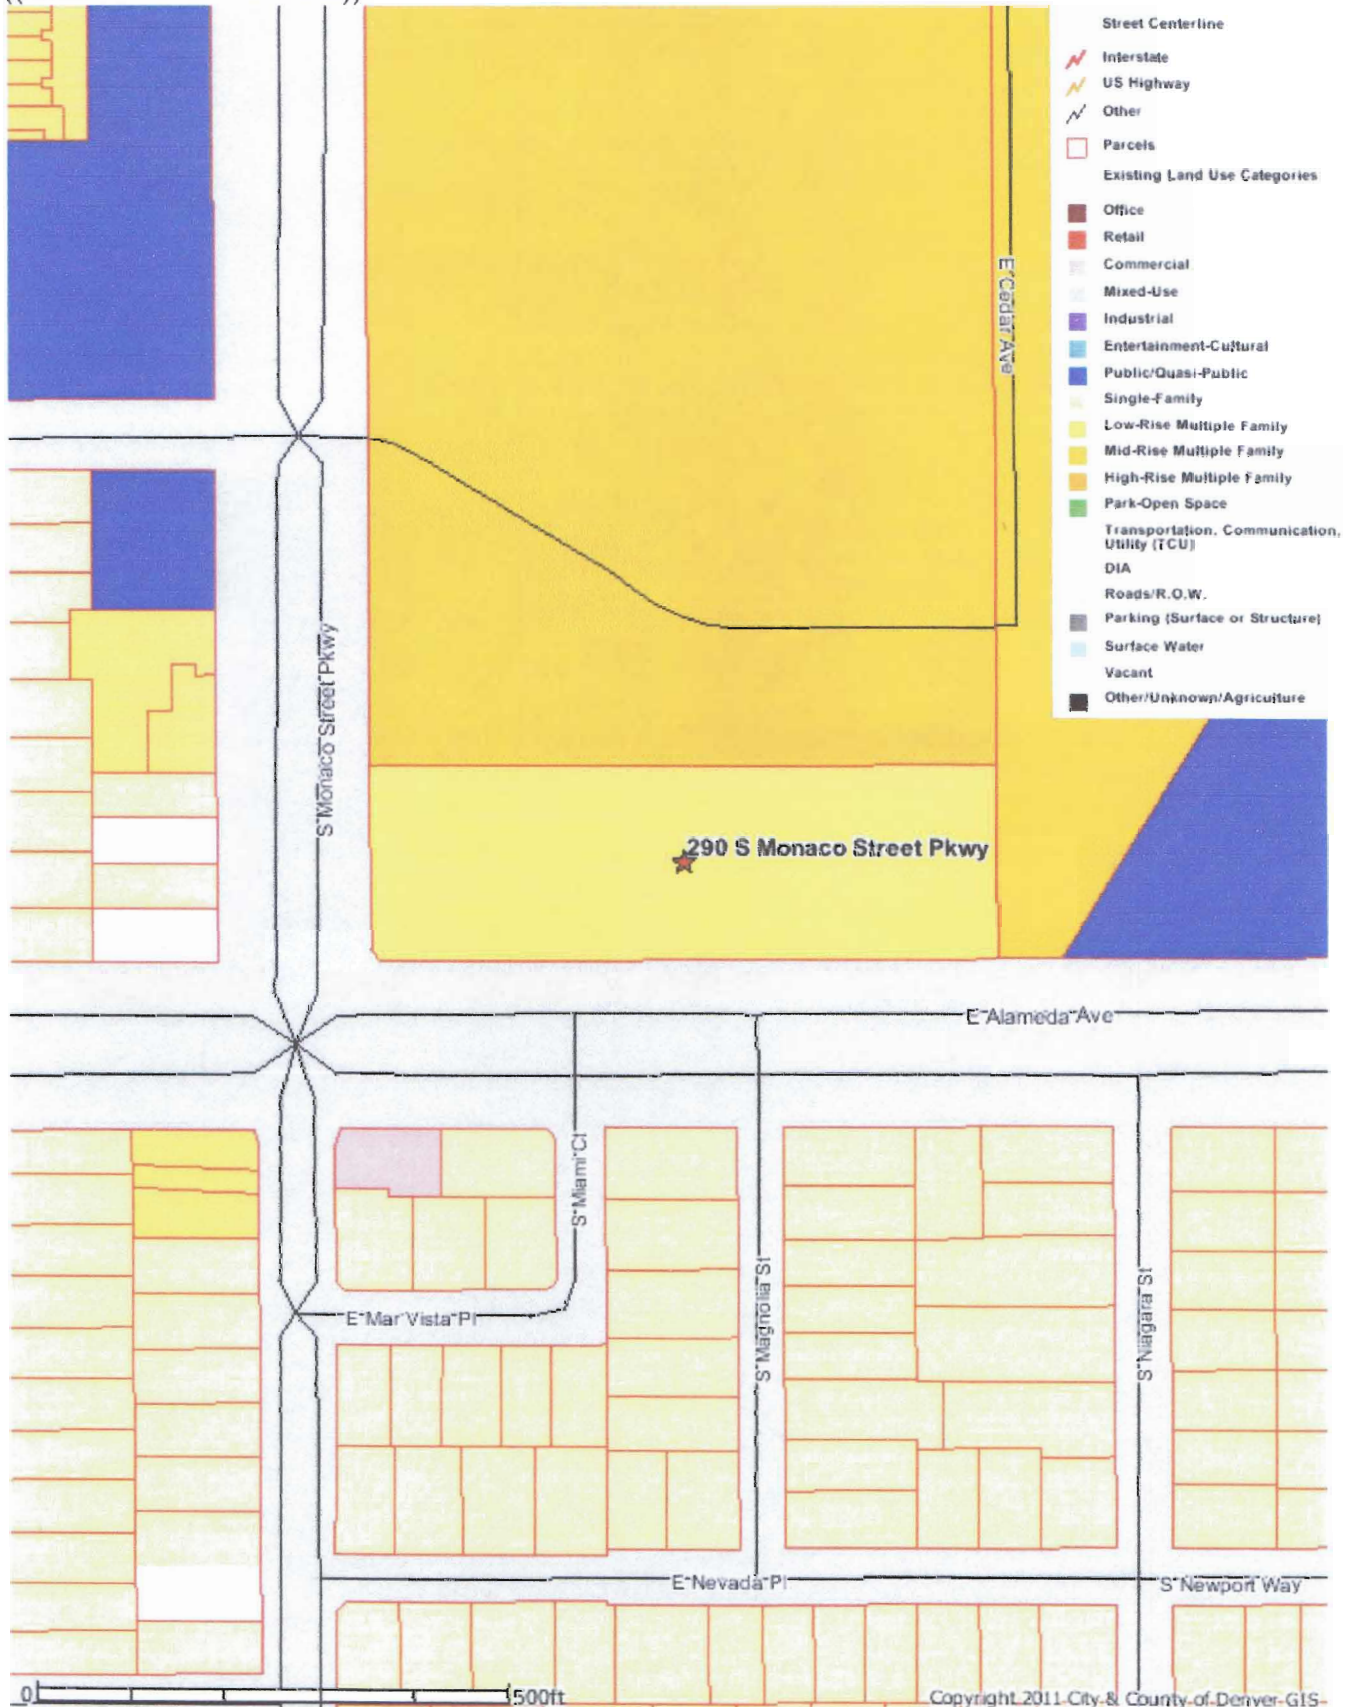 Street Centerline
Interstate
US Highway
Other
Parcels
Existing Land Use Categories
Office
Retail
Commercial
Mixed-Use
Industrial
Entertainment-Cultural
Public/Quasi-Public
Single-Family
Low-Rise Multiple Family
Mid-Rise Multiple Family
High-Rise Multiple Family
Park-Open Space
Transportation, Communication,
Utility (TCU)
DIA
Roads/R.O.W.
Parking (Surface or Structure)
Surface Water
Vacant
Other/Unknown/Agriculture
E Cedar Ave
S Monaco Street Pkwy
290 S Monaco Street Pkwy
E Alameda Ave
S Miami Ct
S Magnolia St
S Niagara St
E Mar Vista Pl
E Nevada Pl
S Newport Way
0
500ft
Copyright 2011 City & County of Denver GIS